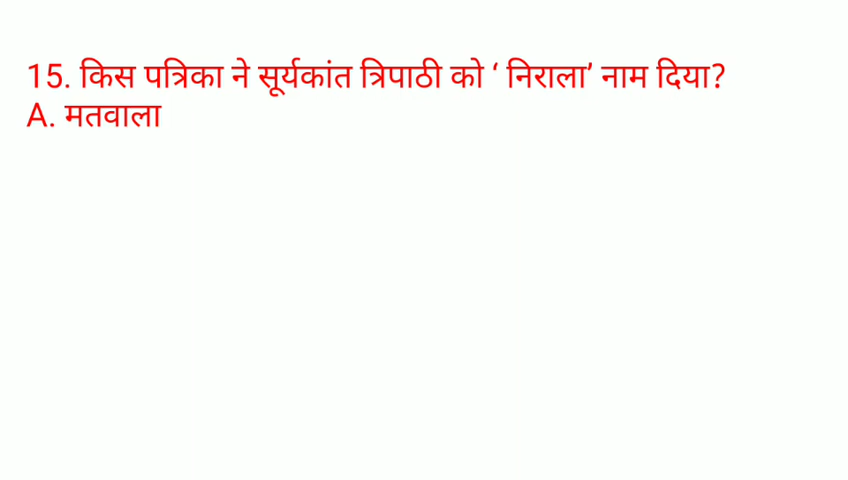 15. किस पत्रिका ने सूर्यकांत त्रिपाठी को ‘ निराला’ नाम दिया?
A. मतवाला